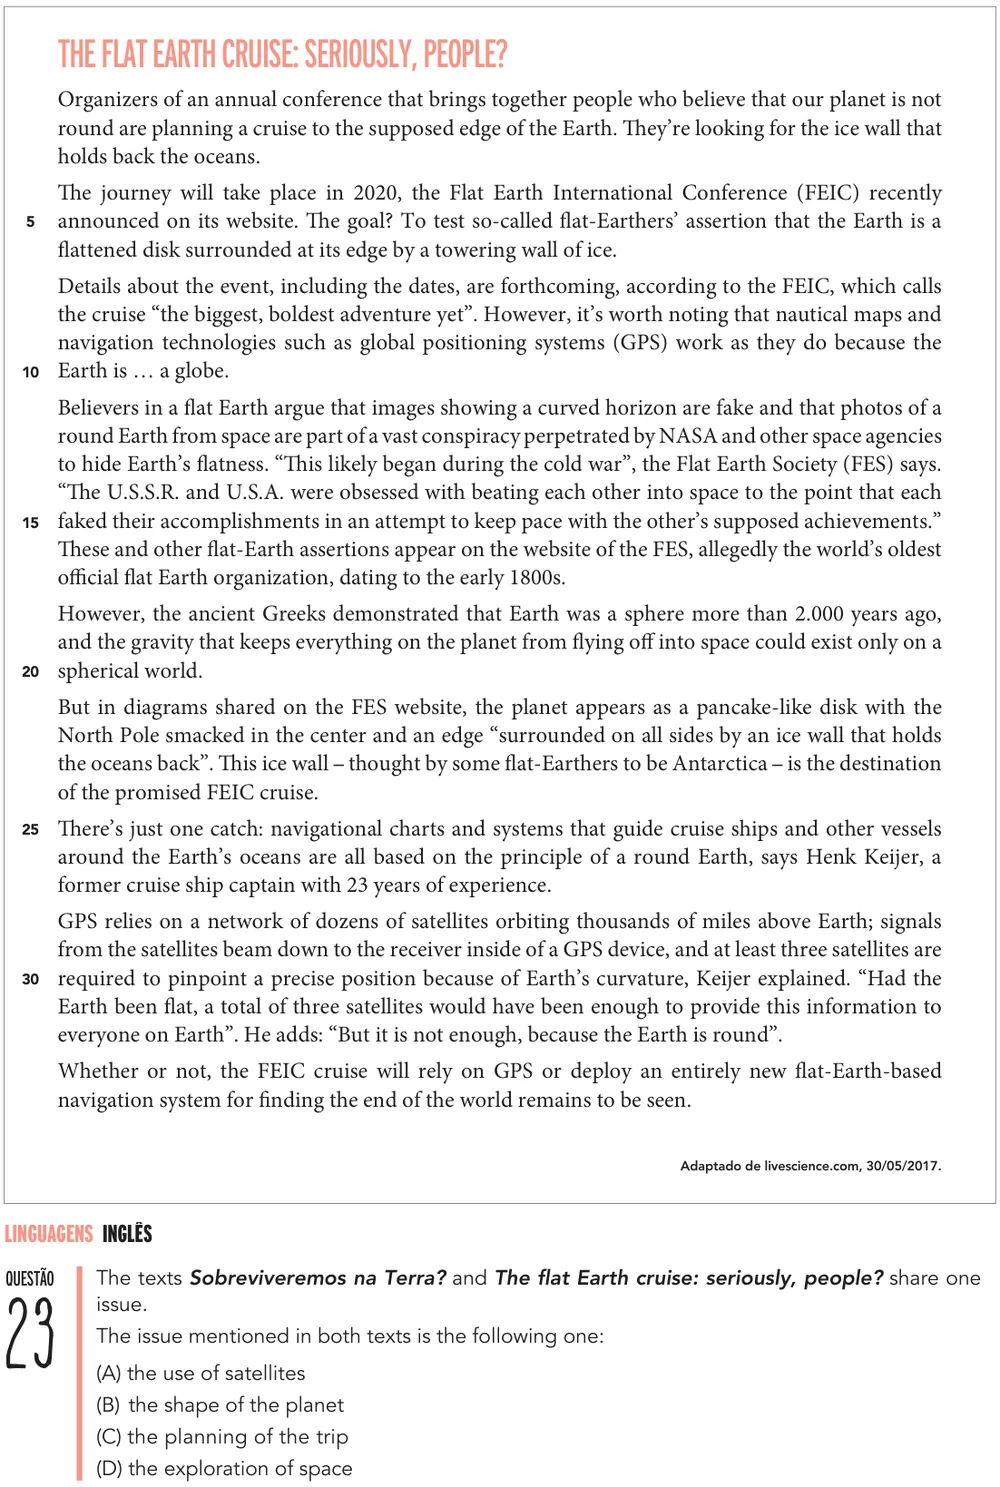 THE FLAT EARTH CRUISE: SERIOUSLY, PEOPLE?
Organizers of an annual conference that brings together people who believe that our planet is not
round are planning a cruise to the supposed edge of the Earth. They’re looking for the ice wall that
holds back the oceans.
The journey will take place in 2020, the Flat Earth International Conference (FEIC) recently
5 announced on its website. The goal? To test so-called flat-Earthers’ assertion that the Earth is a
flattened disk surrounded at its edge by a towering wall of ice.
Details about the event, including the dates, are forthcoming, according to the FEIC, which calls
the cruise “the biggest, boldest adventure yet”. However, it’s worth noting that nautical maps and
navigation technologies such as global positioning systems (GPS) work as they do because the
10 Earth is … a globe.
Believers in a flat Earth argue that images showing a curved horizon are fake and that photos of a
round Earth from space are part of a vast conspiracy perpetrated by NASA and other space agencies
to hide Earth’s flatness. “This likely began during the cold war”, the Flat Earth Society (FES) says.
“The U.S.S.R. and U.S.A. were obsessed with beating each other into space to the point that each
15 faked their accomplishments in an attempt to keep pace with the other’s supposed achievements.”
These and other flat-Earth assertions appear on the website of the FES, allegedly the world’s oldest
official flat Earth organization, dating to the early 1800s.
However, the ancient Greeks demonstrated that Earth was a sphere more than 2.000 years ago,
and the gravity that keeps everything on the planet from flying off into space could exist only on a
20 spherical world.
But in diagrams shared on the FES website, the planet appears as a pancake-like disk with the
North Pole smacked in the center and an edge “surrounded on all sides by an ice wall that holds
the oceans back”. This ice wall – thought by some flat-Earthers to be Antarctica – is the destination
of the promised FEIC cruise.
25 There’s just one catch: navigational charts and systems that guide cruise ships and other vessels
around the Earth’s oceans are all based on the principle of a round Earth, says Henk Keijer, a
former cruise ship captain with 23 years of experience.
GPS relies on a network of dozens of satellites orbiting thousands of miles above Earth; signals
from the satellites beam down to the receiver inside of a GPS device, and at least three satellites are
30 required to pinpoint a precise position because of Earth’s curvature, Keijer explained. “Had the
Earth been flat, a total of three satellites would have been enough to provide this information to
everyone on Earth”. He adds: “But it is not enough, because the Earth is round”.
Whether or not, the FEIC cruise will rely on GPS or deploy an entirely new flat-Earth-based
navigation system for finding the end of the world remains to be seen.
Adaptado de livescience.com, 30/05/2017.
LINGUAGENS INGLÊS
QUESTÃO
23
The texts Sobreviveremos na Terra? and The flat Earth cruise: seriously, people? share one
issue.
The issue mentioned in both texts is the following one:
(A) the use of satellites
(B) the shape of the planet
(C) the planning of the trip
(D) the exploration of space